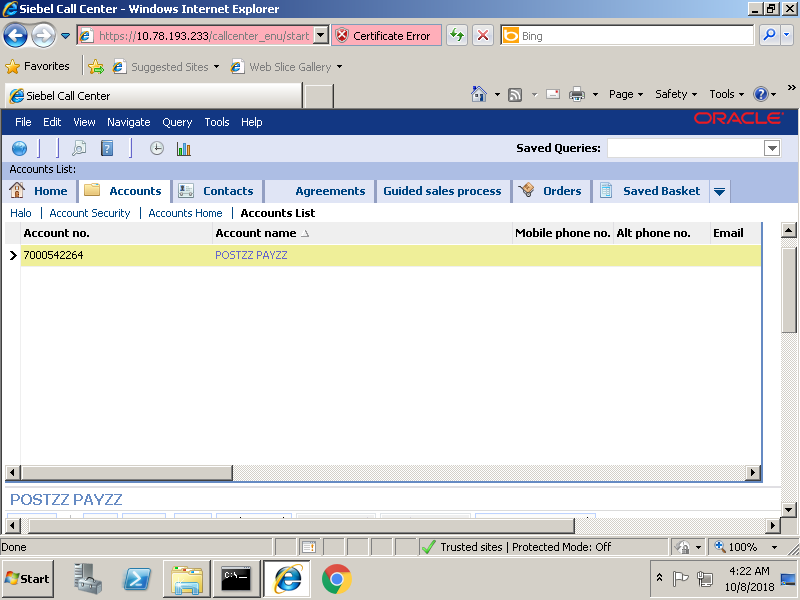 Siebel Call Center - Windows Internet Explorer
https://10.78.193.233/callcenter_enu/start
Certificate Error
Bing
Favorites
Suggested Sites
Web Slice Gallery
Siebel Call Center
Page
Safety
Tools
»
File Edit View Navigate Query Tools Help
ORACLE
Saved Queries:
Accounts List:
Home
Accounts
Contacts
Agreements
Guided sales process
Orders
Saved Basket
Halo | Account Security | Accounts Home | Accounts List
Account no. Account name Mobile phone no. Alt phone no. Email
7000542264 POSTZZ PAYZZ
POSTZZ PAYZZ
Done
Trusted sites | Protected Mode: Off
100%
Start
C:\_
4:22 AM
10/8/2018